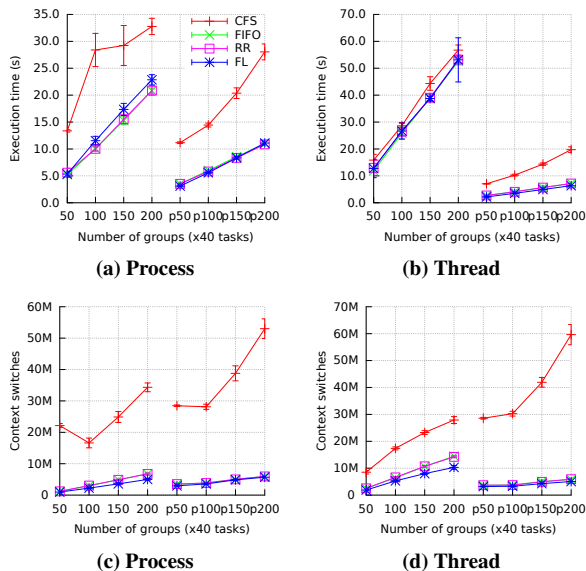 35.0
30.0
25.0
20.0
15.0
10.0
5.0
0.0
Execution time (s)
CFS
FIFO
RR
FL
50 100 150 200 p50 p100 p150 p200
Number of groups (x40 tasks)
(a) Process
60.0
50.0
40.0
30.0
20.0
10.0
0.0
Execution time (s)
50 100 150 200 p50 p100 p150 p200
Number of groups (x40 tasks)
(b) Thread
60M
50M
40M
30M
20M
10M
0
Context switches
50 100 150 200 p50 p100 p150 p200
Number of groups (x40 tasks)
(c) Process
70M
60M
50M
40M
30M
20M
10M
0
Context switches
50 100 150 200 p50 p100 p150 p200
Number of groups (x40 tasks)
(d) Thread